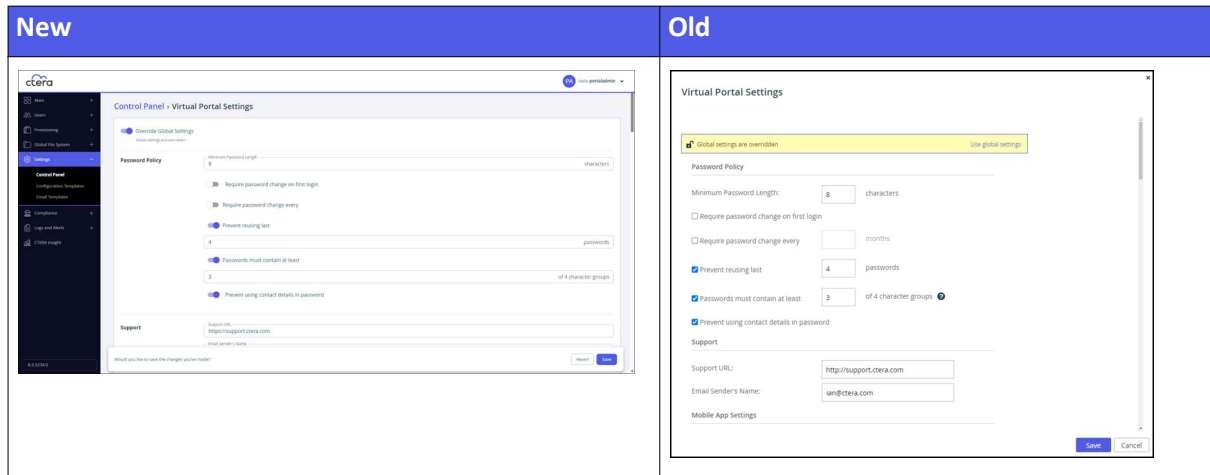 New
Old
ctera
PA
portaladmin
Main
Users
Provisioning
Global File System
Settings
Control Panel
Configuration Templates
Email Templates
Compliance
Logs and Alerts
CTERA Insight
Control Panel › Virtual Portal Settings
Override Global Settings
Global settings are overridden
Password Policy
Minimum Password Length
8 characters
Require password change on first login
Require password change every
Prevent reusing last
4 passwords
Passwords must contain at least
3 of 4 character groups
Prevent using contact details in password
Support
Support URL
https://support.ctera.com
Email Sender's Name
Would you like to save the changes you've made?
Revert Save
Virtual Portal Settings
Global settings are overridden Use global settings
Password Policy
Minimum Password Length: 8 characters
Require password change on first login
Require password change every months
Prevent reusing last 4 passwords
Passwords must contain at least 3 of 4 character groups ?
Prevent using contact details in password
Support
Support URL: http://support.ctera.com
Email Sender's Name: ian@ctera.com
Mobile App Settings
Save Cancel